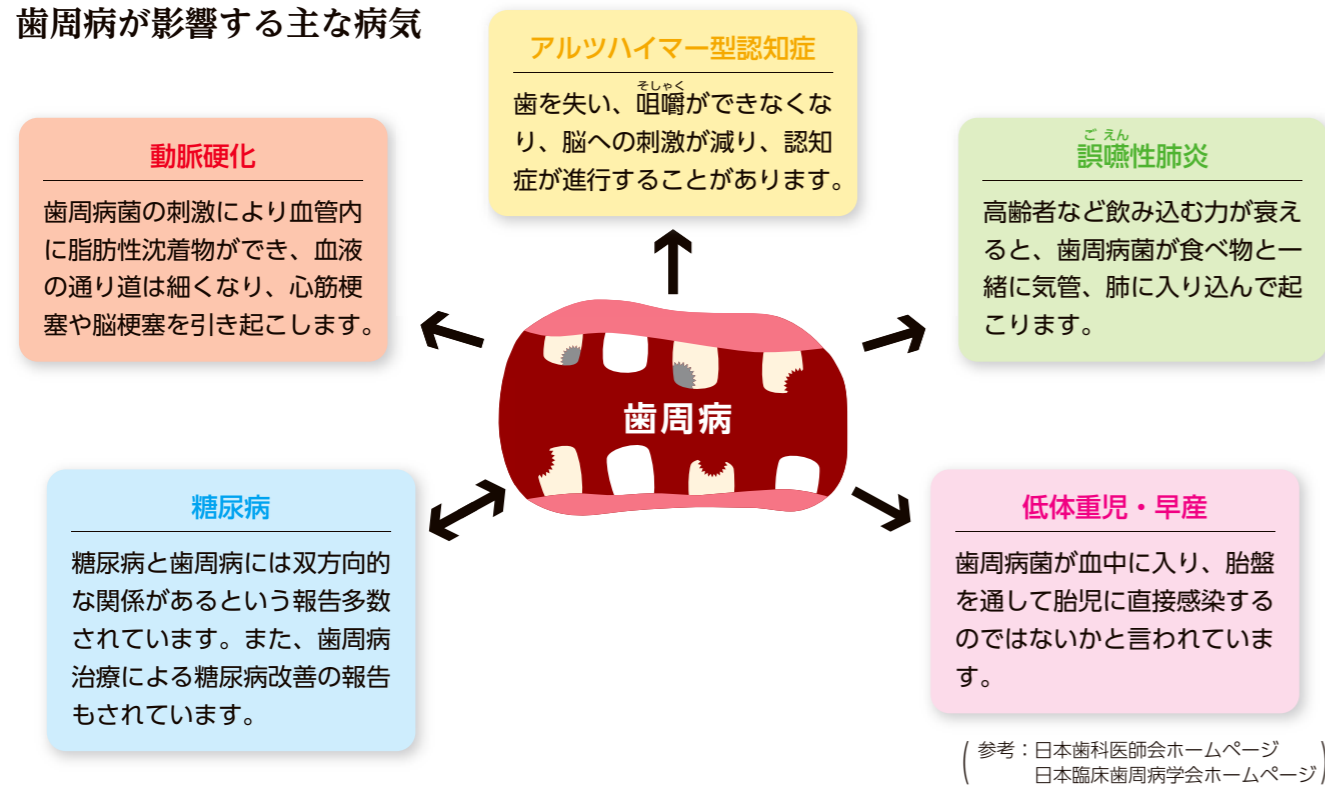 歯周病が影響する主な病気
アルツハイマー型認知症
歯を失い、咀嚼ができなくな
そしゃく
り、脳への刺激が減り、認知
症が進行することがあります。
動脈硬化
歯周病菌の刺激により血管内
に脂肪性沈着物ができ、血液
の通り道は細くなり、心筋梗
塞や脳梗塞を引き起こします。
ごえん
誤嚥性肺炎
高齢者など飲み込む力が衰え
ると、歯周病菌が食べ物と一
緒に気管、肺に入り込んで起
こります。
歯周病
糖尿病
糖尿病と歯周病には双方向的
な関係があるという報告多数
されています。また、歯周病
治療による糖尿病改善の報告
もされています。
低体重児・早産
歯周病菌が血中に入り、胎盤
を通して胎児に直接感染する
のではないかと言われていま
す。
参考：日本歯科医師会ホームページ
日本臨床歯周病学会ホームページ